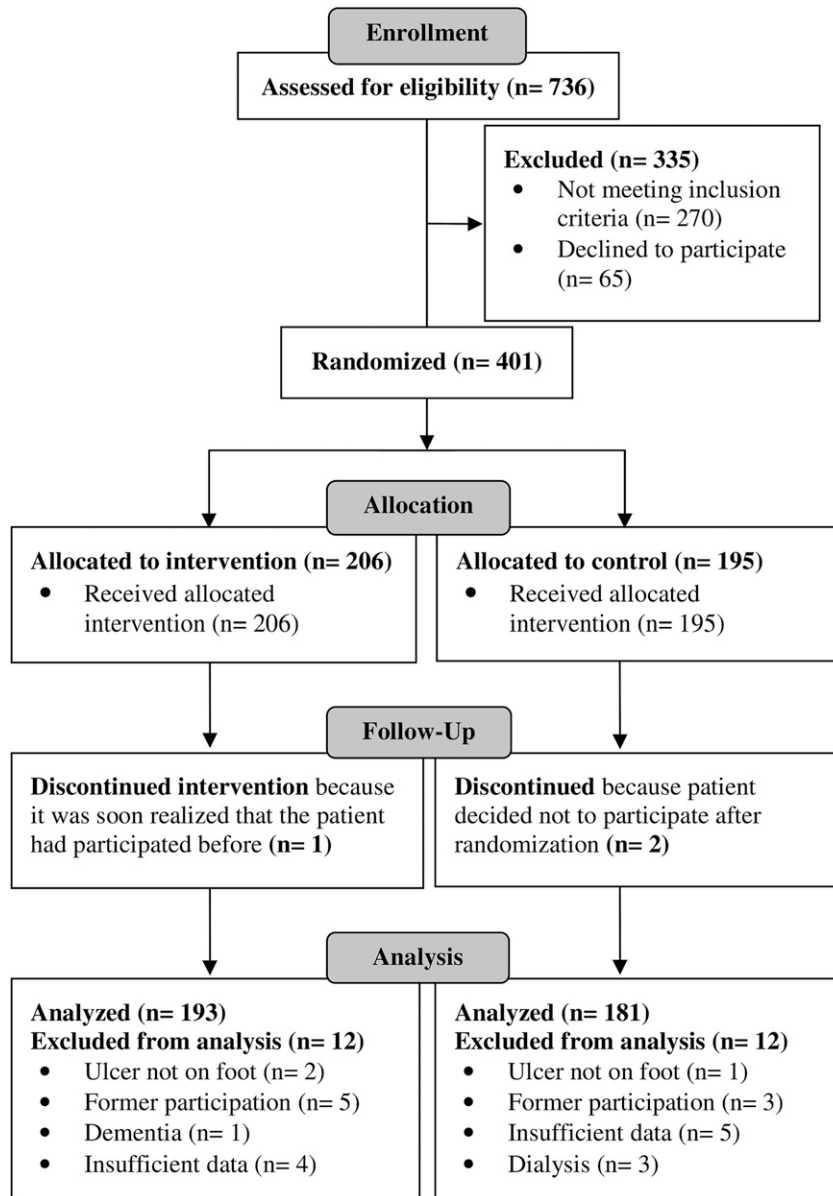 Enrollment
Assessed for eligibility (n= 736)
Excluded (n= 335)
• Not meeting inclusion
criteria (n= 270)
• Declined to participate
(n= 65)
Randomized (n= 401)
Allocation
Allocated to intervention (n= 206)
• Received allocated
intervention (n= 206)
Allocated to control (n= 195)
• Received allocated
intervention (n= 195)
Follow-Up
Discontinued intervention because
it was soon realized that the
patient
had participated before (n= 1)
Discontinued because patient
decided not to participate after
randomization (n= 2)
Analysis
Analyzed (n= 193)
Excluded from analysis (n= 12)
• Ulcer not on foot (n= 2)
• Former participation (n= 5)
• Dementia (n= 1)
• Insufficient data (n= 4)
Analyzed (n= 181)
Excluded from analysis (n= 12)
• Ulcer not on foot (n= 1)
• Former participation (n= 3)
• Insufficient data (n= 5)
• Dialysis (n= 3)